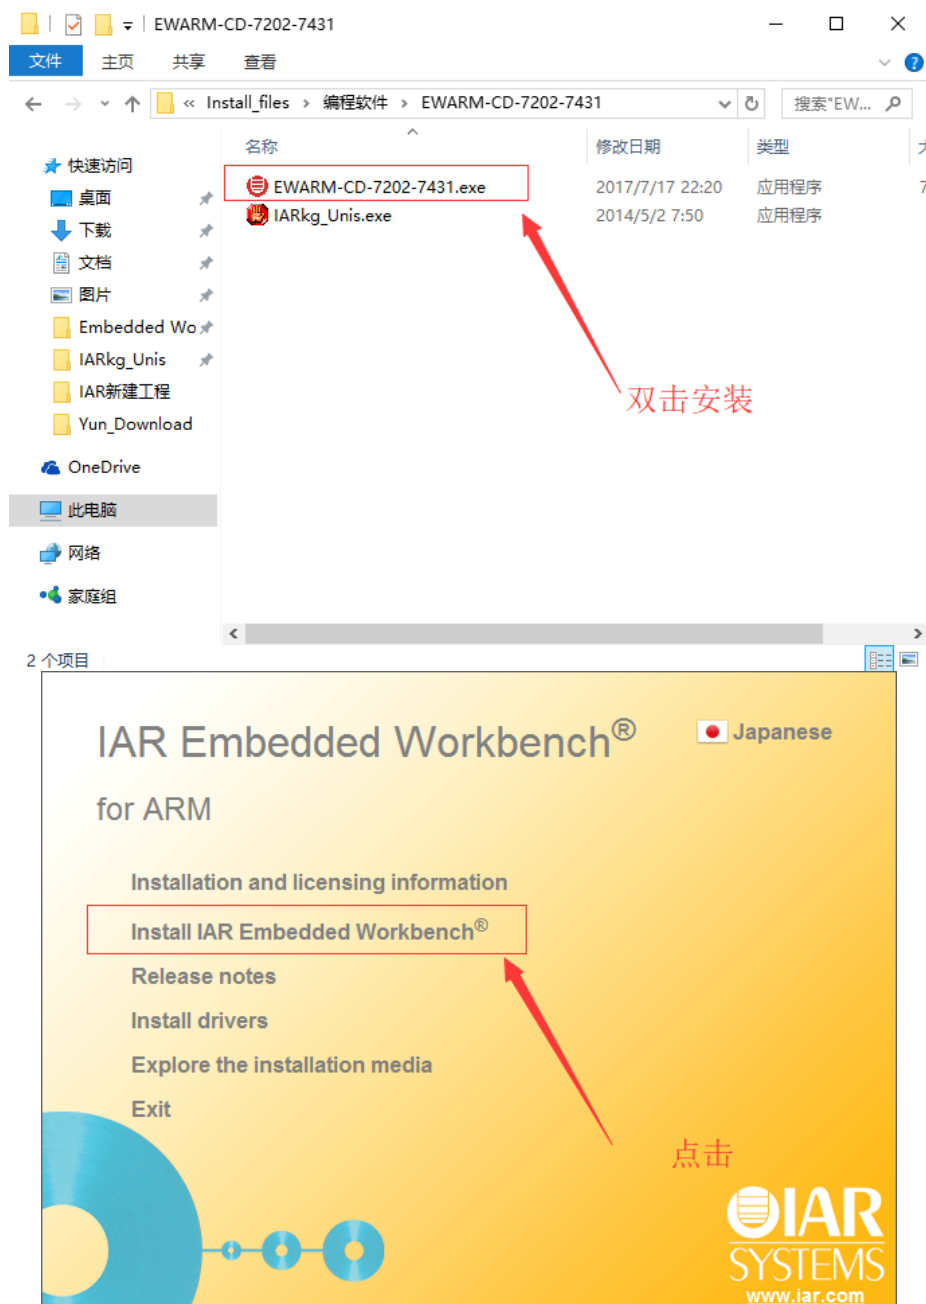 EWARM-CD-7202-7431
文件 主页 共享 查看
« Install_files › 编程软件 › EWARM-CD-7202-7431 搜索"EW...
名称 修改日期 类型
快速访问
EWARM-CD-7202-7431.exe 2017/7/17 22:20 应用程序 7
桌面
IARkg_Unis.exe 2014/5/2 7:50 应用程序
下载
文档
图片
Embedded Wo
IARkg_Unis
IAR新建工程
双击安装
Yun_Download
OneDrive
此电脑
网络
家庭组
2 个项目
IAR Embedded Workbench®
Japanese
for ARM
Installation and licensing information
Install IAR Embedded Workbench®
Release notes
Install drivers
Explore the installation media
Exit
点击
IAR
SYSTEMS
www.iar.com